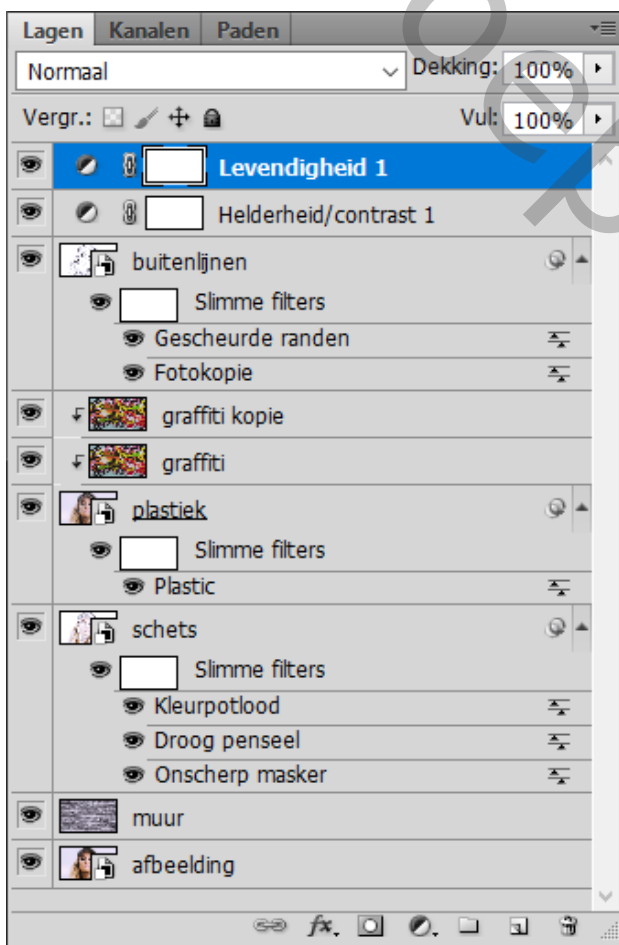 Lagen Kanalen Paden
Normaal Dekking: 100%
Vergr.: Vul: 100%
Levendigheid 1
Helderheid/contrast 1
buitenlijnen
Slimme filters
Gescheurde randen
Fotokopie
graffiti kopie
graffiti
plastiek
Slimme filters
Plastic
schets
Slimme filters
Kleurpotlood
Droog penseel
Onscherp masker
muur
afbeelding
fx.